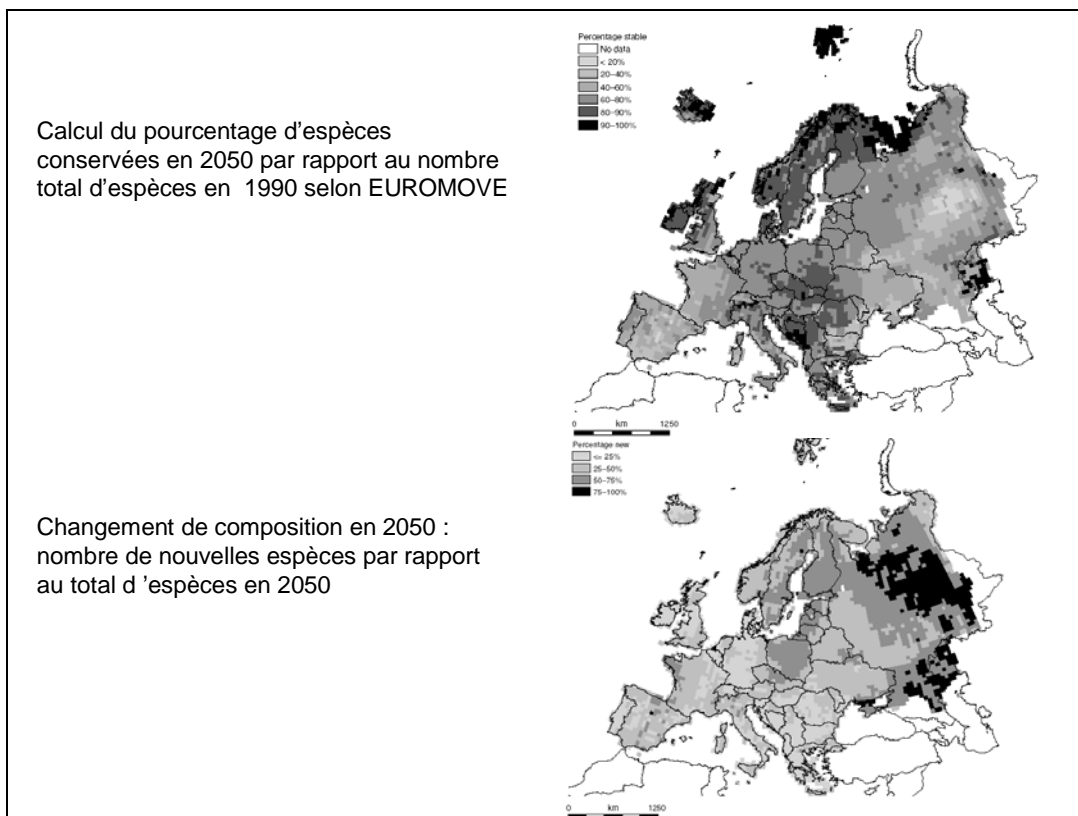 Calcul du pourcentage d'espèces
conservées en 2050 par rapport au nombre
total d'espèces en 1990 selon EUROMOVE
Percentage stable
No data
< 20%
20–40%
40–60%
60–80%
80–90%
90–100%
0 km 1250
Changement de composition en 2050 :
nombre de nouvelles espèces par rapport
au total d 'espèces en 2050
Percentage new
<= 25%
25–50%
50–75%
75–100%
0 km 1250